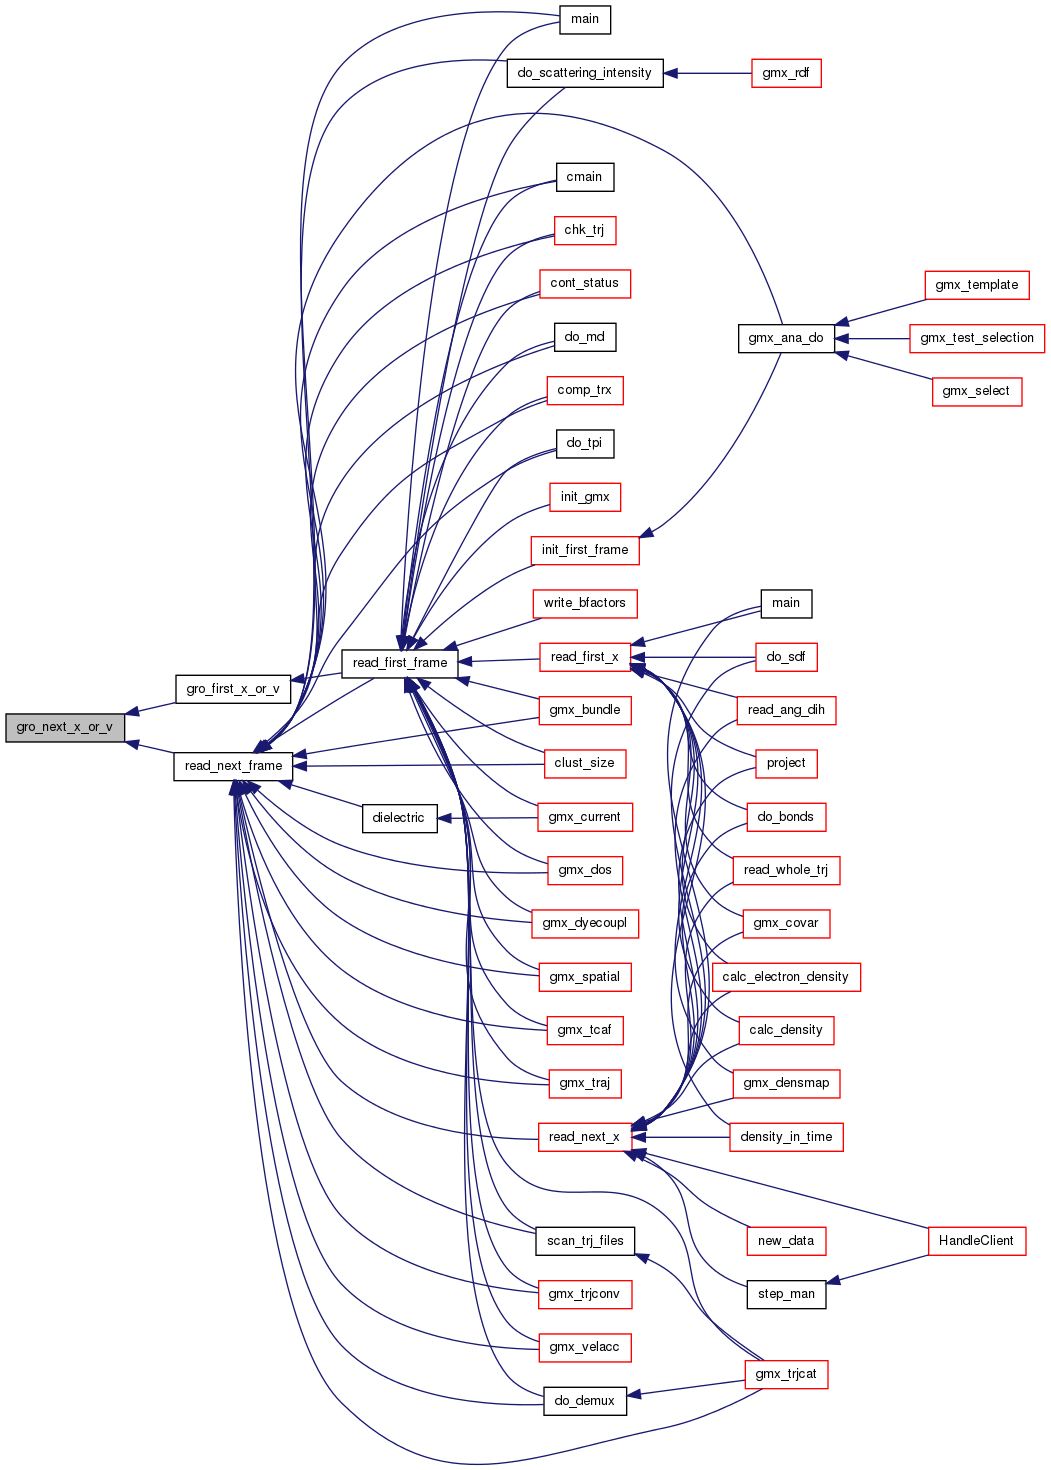 main
do_scattering_intensity
gmx_rdf
cmain
chk_trj
cont_status
gmx_template
do_md
gmx_ana_do
gmx_test_selection
comp_trx
gmx_select
do_tpi
init_gmx
init_first_frame
write_bfactors
main
read_first_frame
read_first_x
do_sdf
gro_first_x_or_v
gmx_bundle
read_ang_dih
gro_next_x_or_v
read_next_frame
clust_size
project
dielectric
gmx_current
do_bonds
gmx_dos
read_whole_trj
gmx_dyecoupl
gmx_covar
gmx_spatial
calc_electron_density
gmx_tcaf
calc_density
gmx_traj
gmx_densmap
read_next_x
density_in_time
scan_trj_files
new_data
HandleClient
gmx_trjconv
step_man
gmx_velacc
gmx_trjcat
do_demux